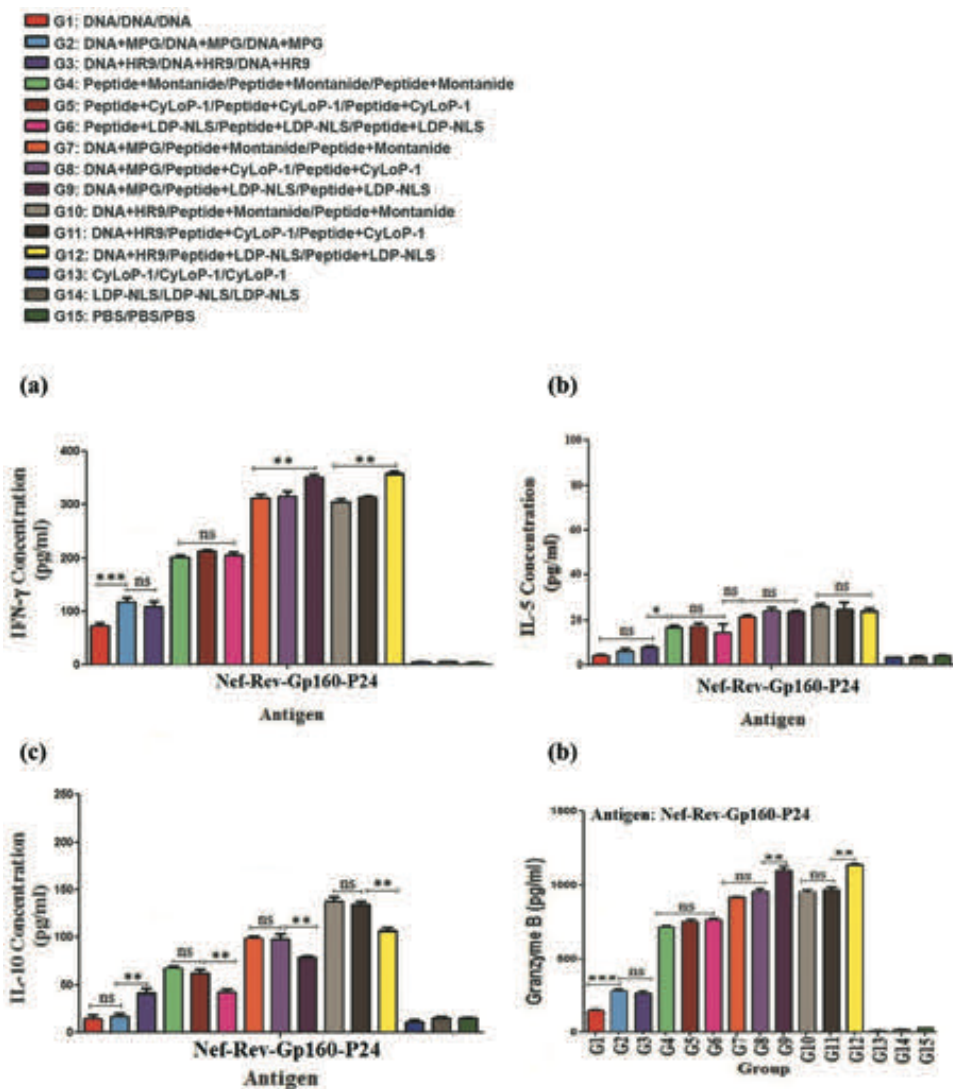 G1: DNA/DNA/DNA
G2: DNA+MPG/DNA+MPG/DNA+MPG
G3: DNA+HR9/DNA+HR9/DNA+HR9
G4: Peptide+Montanide/Peptide+Montanide/Peptide+Montanide
G5: Peptide+CyLoP-1/Peptide+CyLoP-1/Peptide+CyLoP-1
G6: Peptide+LDP-NLS/Peptide+LDP-NLS/Peptide+LDP-NLS
G7: DNA+MPG/Peptide+Montanide/Peptide+Montanide
G8: DNA+MPG/Peptide+CyLoP-1/Peptide+CyLoP-1
G9: DNA+MPG/Peptide+LDP-NLS/Peptide+LDP-NLS
G10: DNA+HR9/Peptide+Montanide/Peptide+Montanide
G11: DNA+HR9/Peptide+CyLoP-1/Peptide+CyLoP-1
G12: DNA+HR9/Peptide+LDP-NLS/Peptide+LDP-NLS
G13: CyLoP-1/CyLoP-1/CyLoP-1
G14: LDP-NLS/LDP-NLS/LDP-NLS
G15: PBS/PBS/PBS
(a)
IFN-γ Concentration
(pg/ml)
400
300
200
100
0
*** ns ns ** **
Nef-Rev-Gp160-P24
Antigen
(b)
IL-5 Concentration
(pg/ml)
100
80
60
40
20
0
ns * ns ns ns ns
Nef-Rev-Gp160-P24
Antigen
(c)
IL-10 Concentration
(pg/ml)
250
200
150
100
50
0
ns ** ns ** ns ** ns **
Nef-Rev-Gp160-P24
Antigen
(b)
Antigen: Nef-Rev-Gp160-P24
Granzyme B (pg/ml)
1500
1000
500
0
*** ns ns ns ** ns **
G1 G2 G3 G4 G5 G6 G7 G8 G9 G10 G11 G12 G13 G14 G15
Group